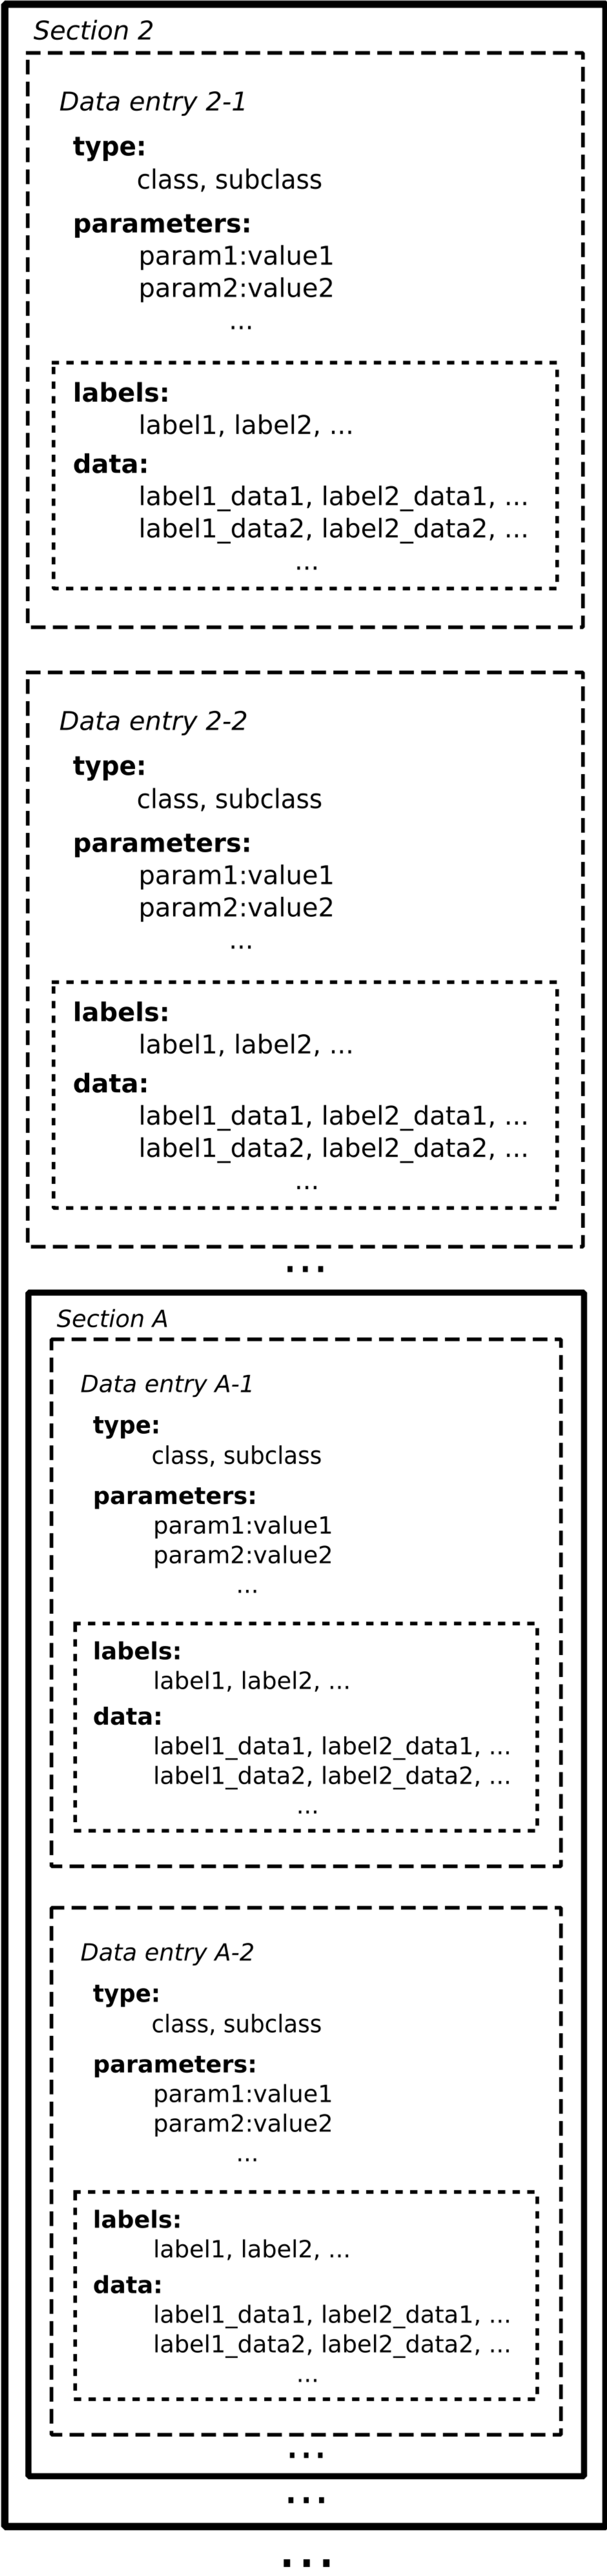 Section 2
Data entry 2-1
type:
class, subclass
parameters:
param1:value1
param2:value2
...
labels:
label1, label2, ...
data:
label1_data1, label2_data1, ...
label1_data2, label2_data2, ...
...
Data entry 2-2
type:
class, subclass
parameters:
param1:value1
param2:value2
...
labels:
label1, label2, ...
data:
label1_data1, label2_data1, ...
label1_data2, label2_data2, ...
...
...
Section A
Data entry A-1
type:
class, subclass
parameters:
param1:value1
param2:value2
...
labels:
label1, label2, ...
data:
label1_data1, label2_data1, ...
label1_data2, label2_data2, ...
...
Data entry A-2
type:
class, subclass
parameters:
param1:value1
param2:value2
...
labels:
label1, label2, ...
data:
label1_data1, label2_data1, ...
label1_data2, label2_data2, ...
...
...
...
...